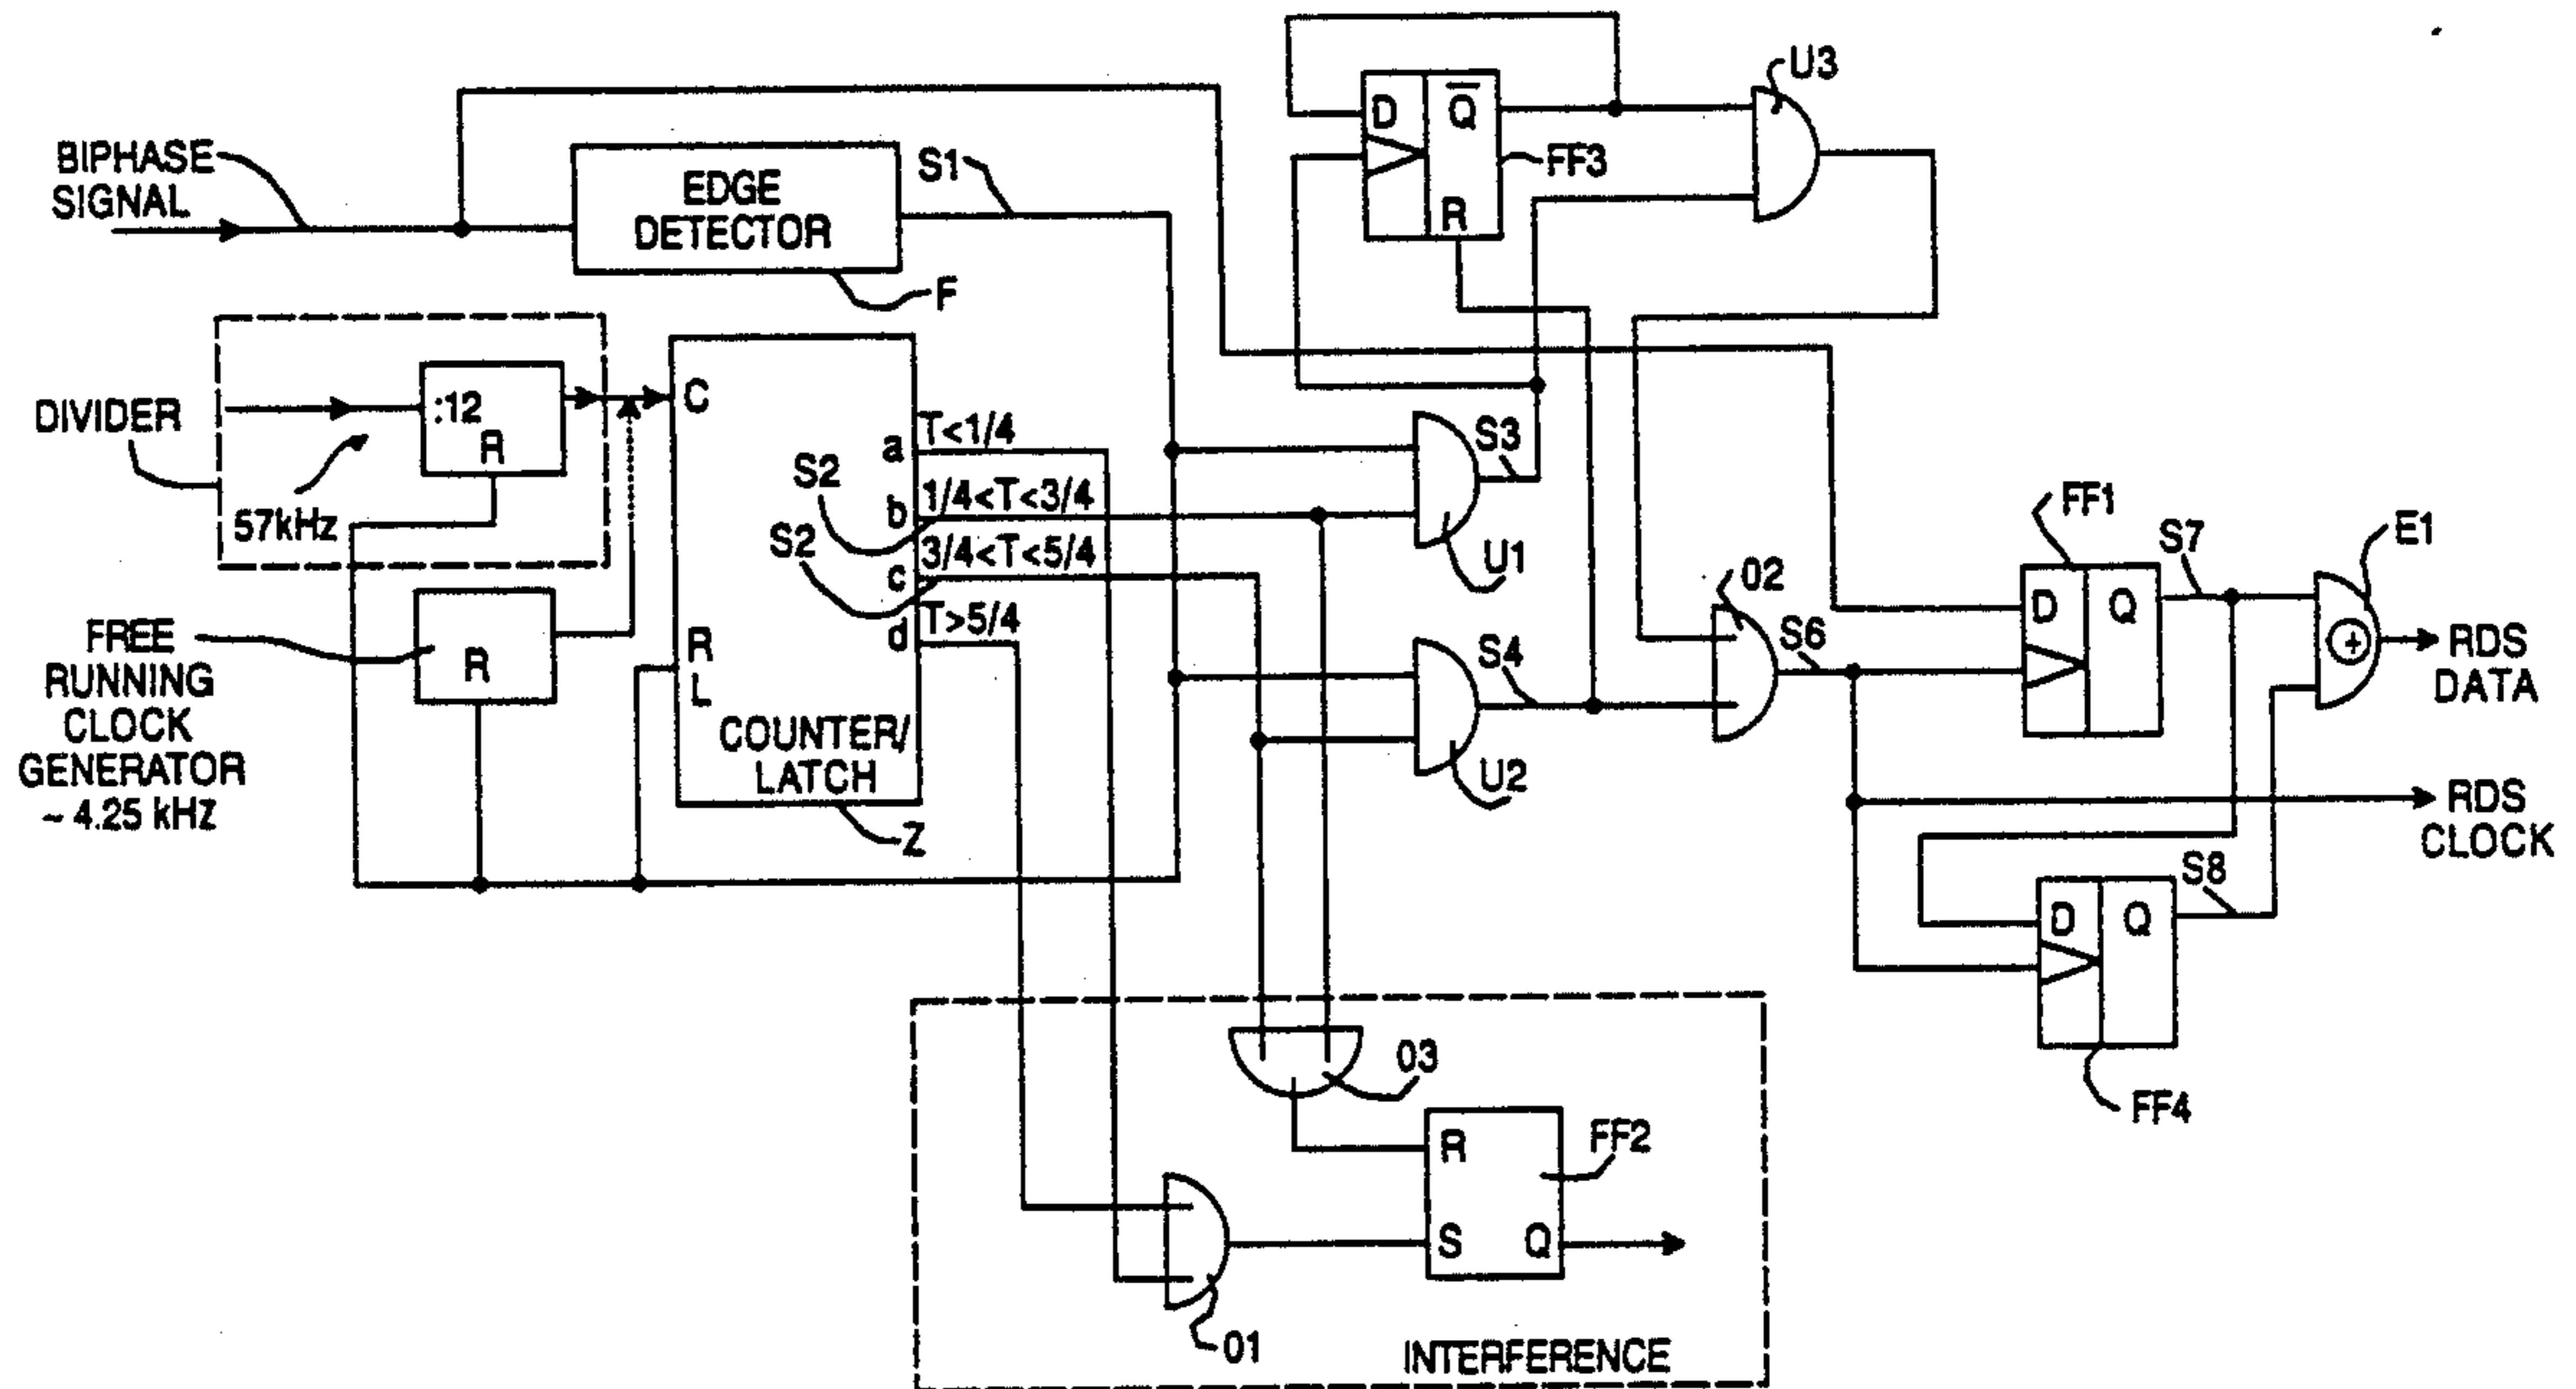 BIPHASE
SIGNAL
EDGE
DETECTOR
S1
F
D
Q
R
FF3
U3
DIVIDER
:12
R
57kHz
FREE
RUNNING
CLOCK
GENERATOR
~ 4.25 kHz
R
C
R
L
COUNTER/
LATCH
Z
a
b
c
d
T<1/4
1/4<T<3/4
3/4<T<5/4
T>5/4
S2
S2
S3
U1
S4
U2
02
S6
FF1
D
Q
S7
E1
+
RDS
DATA
RDS
CLOCK
S8
D
Q
FF4
03
R
S
Q
FF2
01
INTERFERENCE